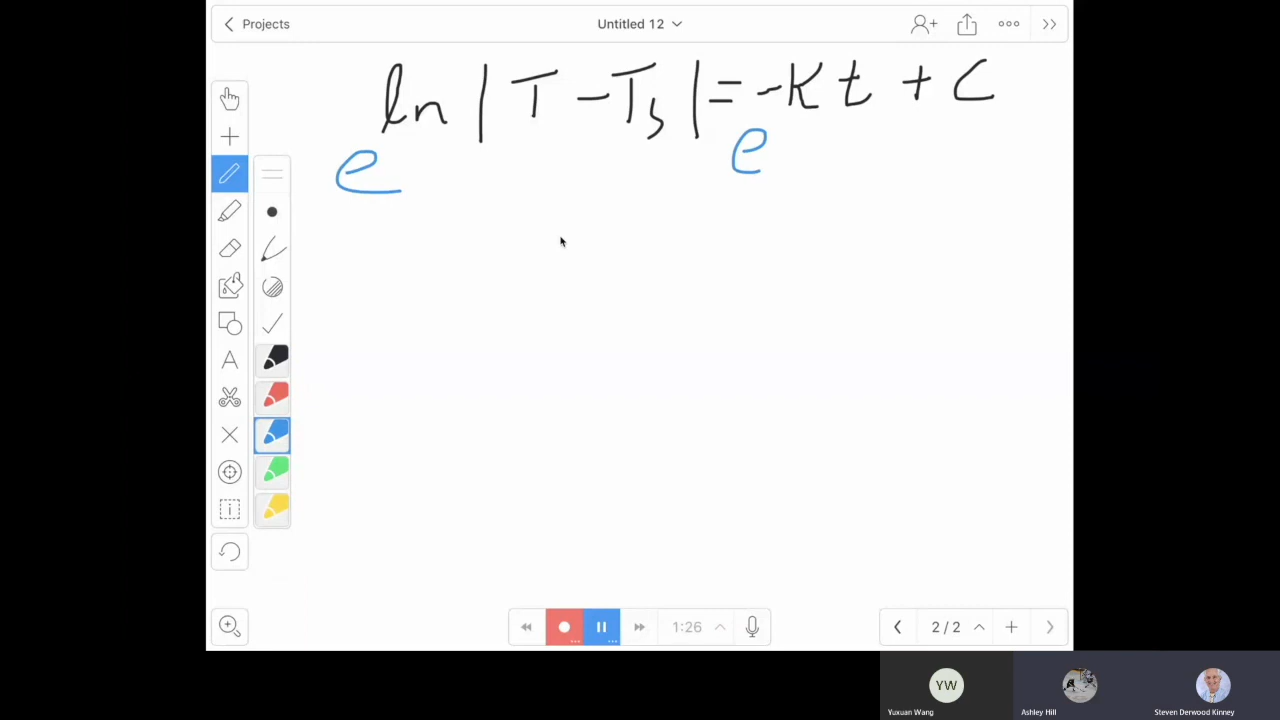 Projects
Untitled 12
ln | T - Ts | = -Kt + C
e e
A
1:26
2 / 2
YW
Yuxuan Wang
Ashley Hill
Steven Derwood Kinney